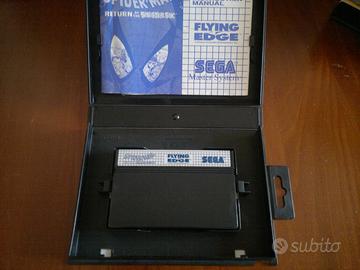 SPIDER-MAN
RETURN OF THE SINISTER SIX
MANUAL
FLYING
EDGE
SEGA
Master System
FLYING
EDGE
SEGA
subito